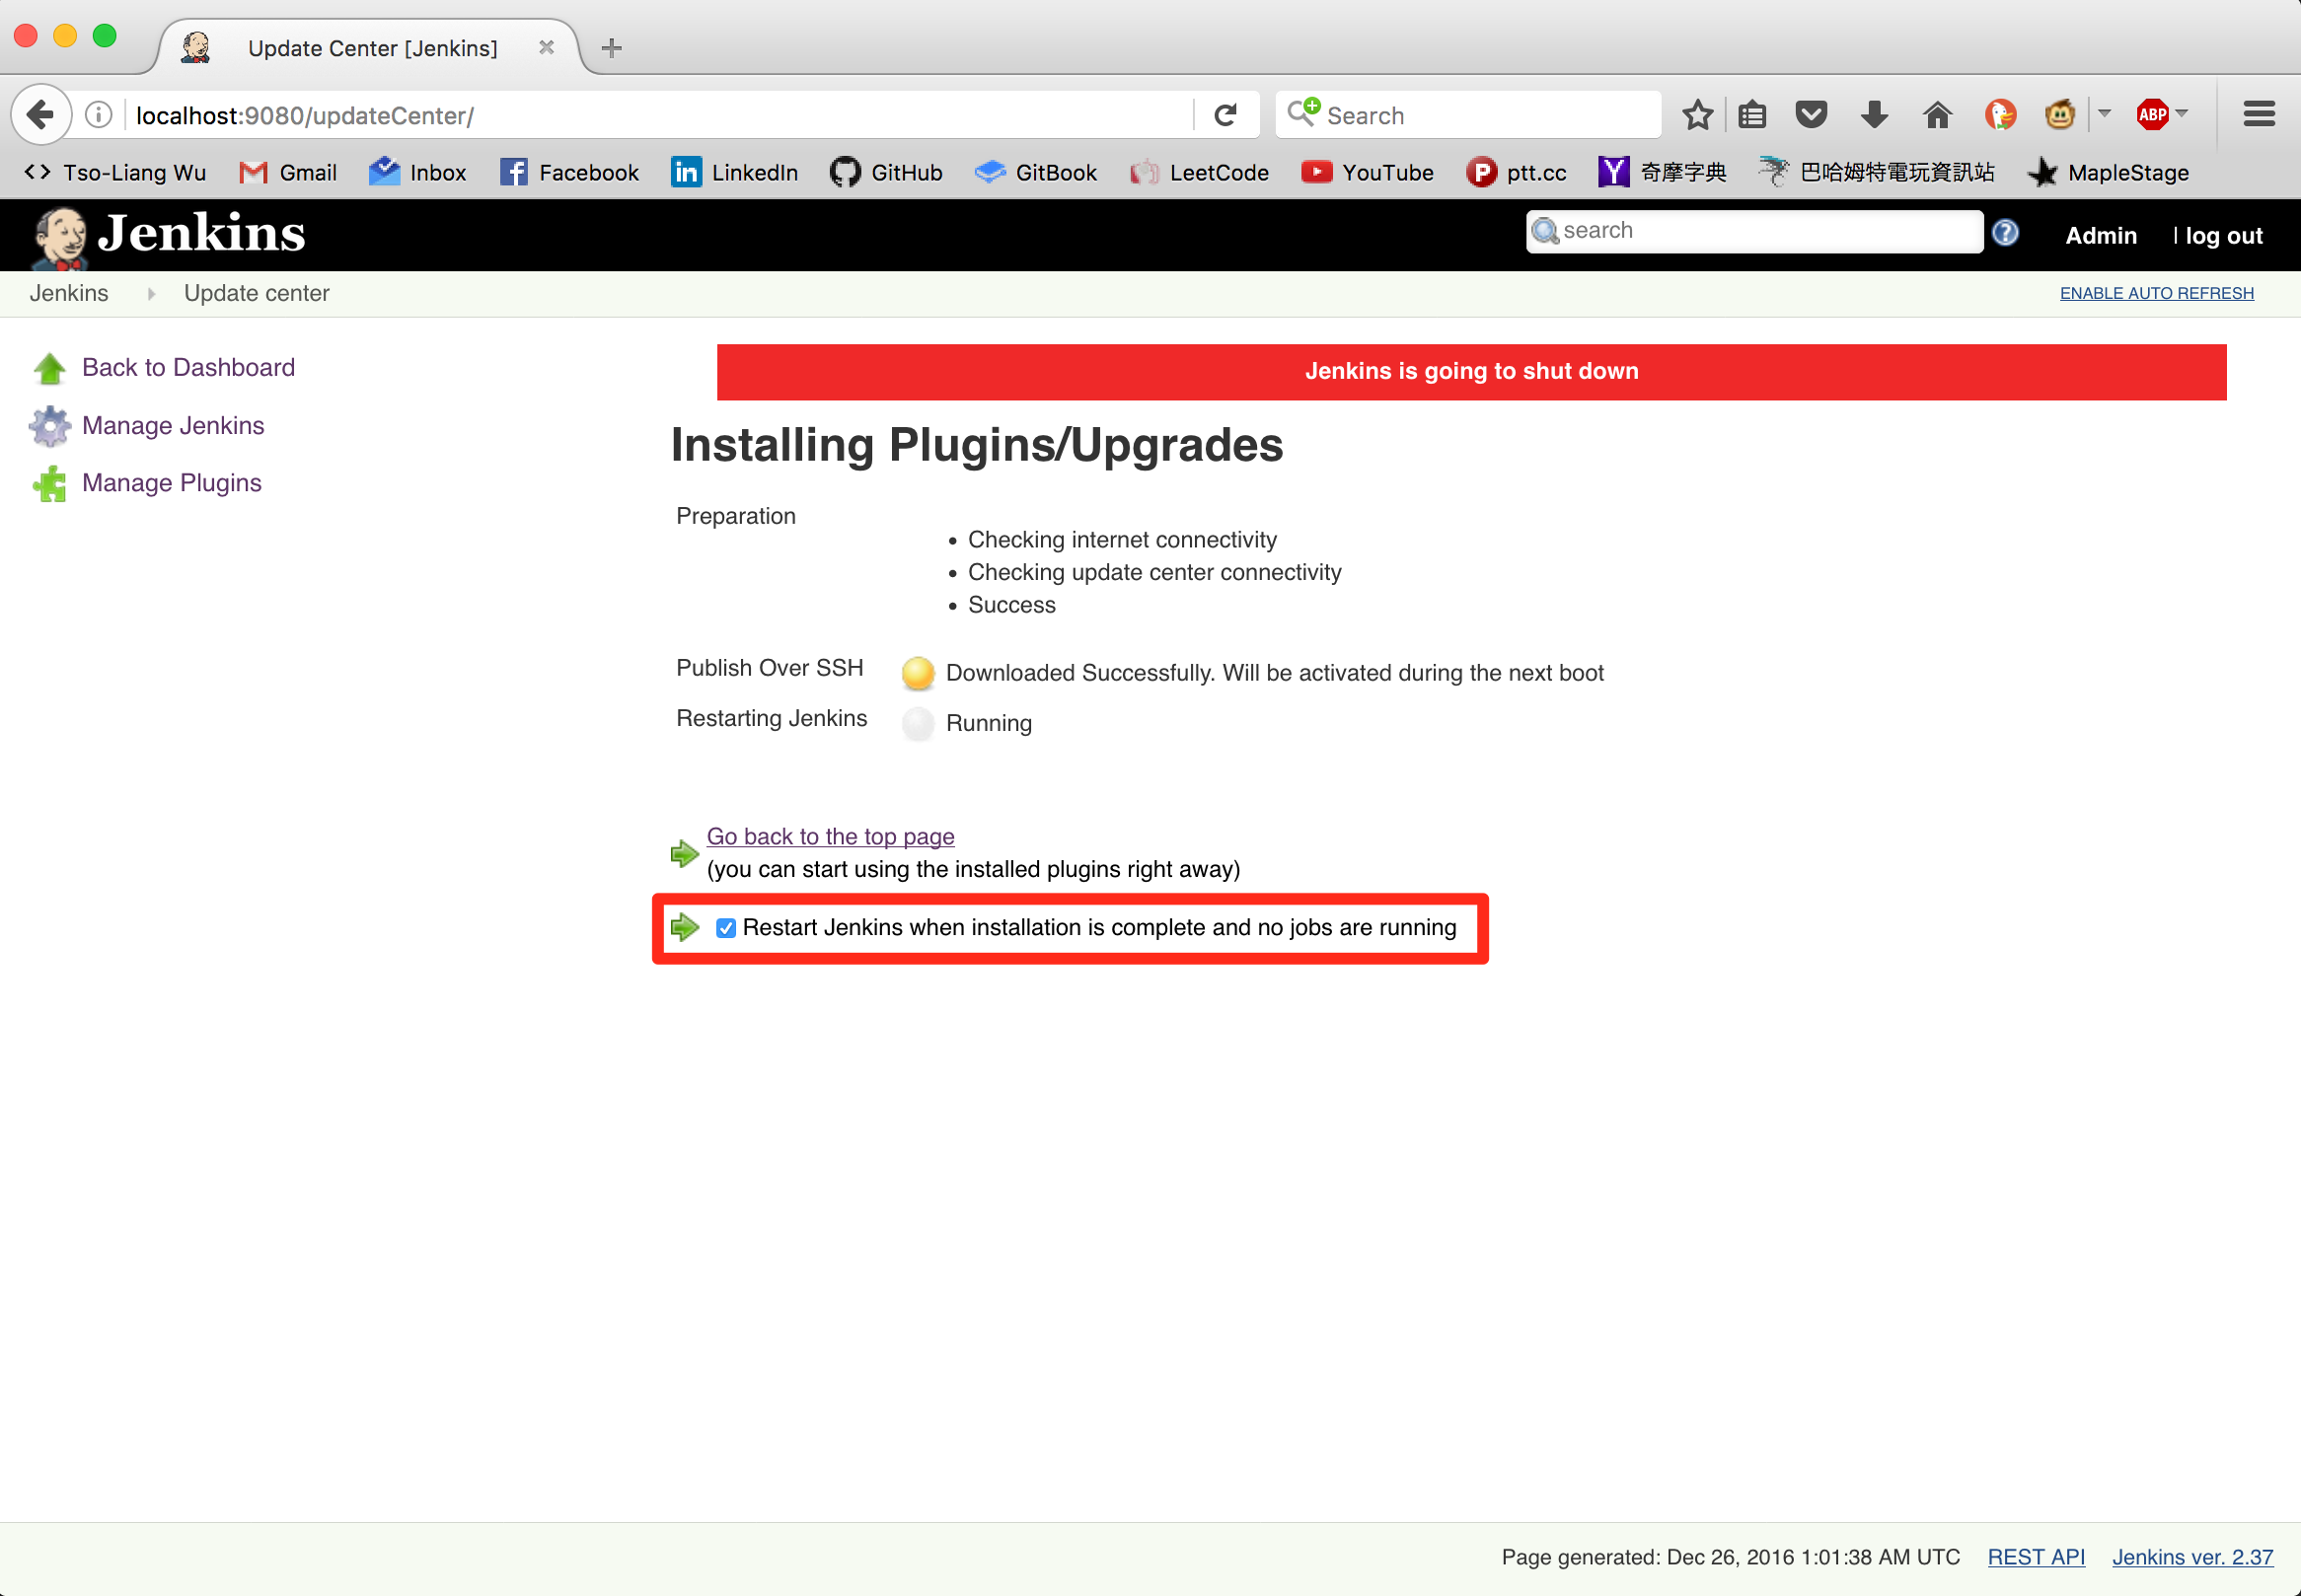 Update Center [Jenkins]
localhost:9080/updateCenter/
Search
ABP
Tso-Liang Wu
Gmail
Inbox
Facebook
LinkedIn
GitHub
GitBook
LeetCode
YouTube
ptt.cc
奇摩字典
巴哈姆特電玩資訊站
MapleStage
Jenkins
search
Admin
| log out
Jenkins
Update center
ENABLE AUTO REFRESH
Back to Dashboard
Manage Jenkins
Manage Plugins
Jenkins is going to shut down
Installing Plugins/Upgrades
Preparation
• Checking internet connectivity
• Checking update center connectivity
• Success
Publish Over SSH
Downloaded Successfully. Will be activated during the next boot
Restarting Jenkins
Running
Go back to the top page
(you can start using the installed plugins right away)
Restart Jenkins when installation is complete and no jobs are running
Page generated: Dec 26, 2016 1:01:38 AM UTC
REST API
Jenkins ver. 2.37